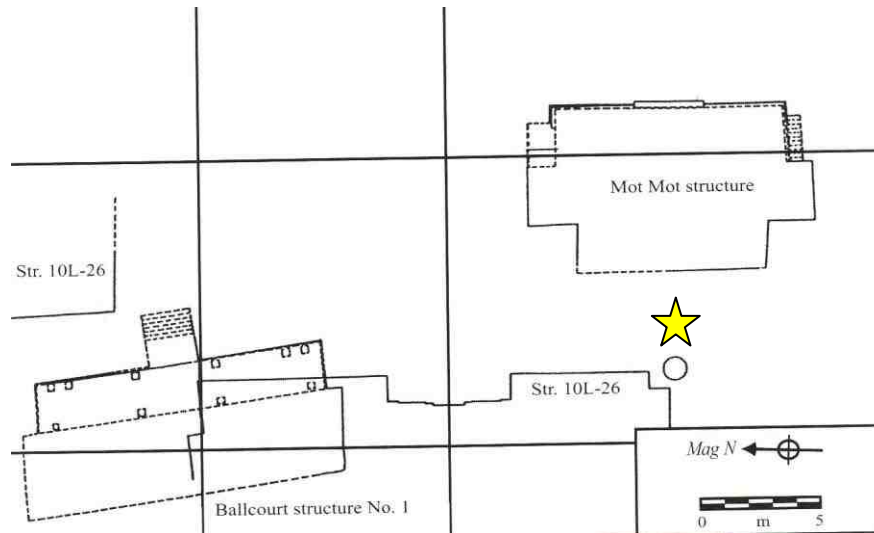 Mot Mot structure
Str. 10L-26
Str. 10L-26
Mag N
Ballcourt structure No. 1
0 m 5